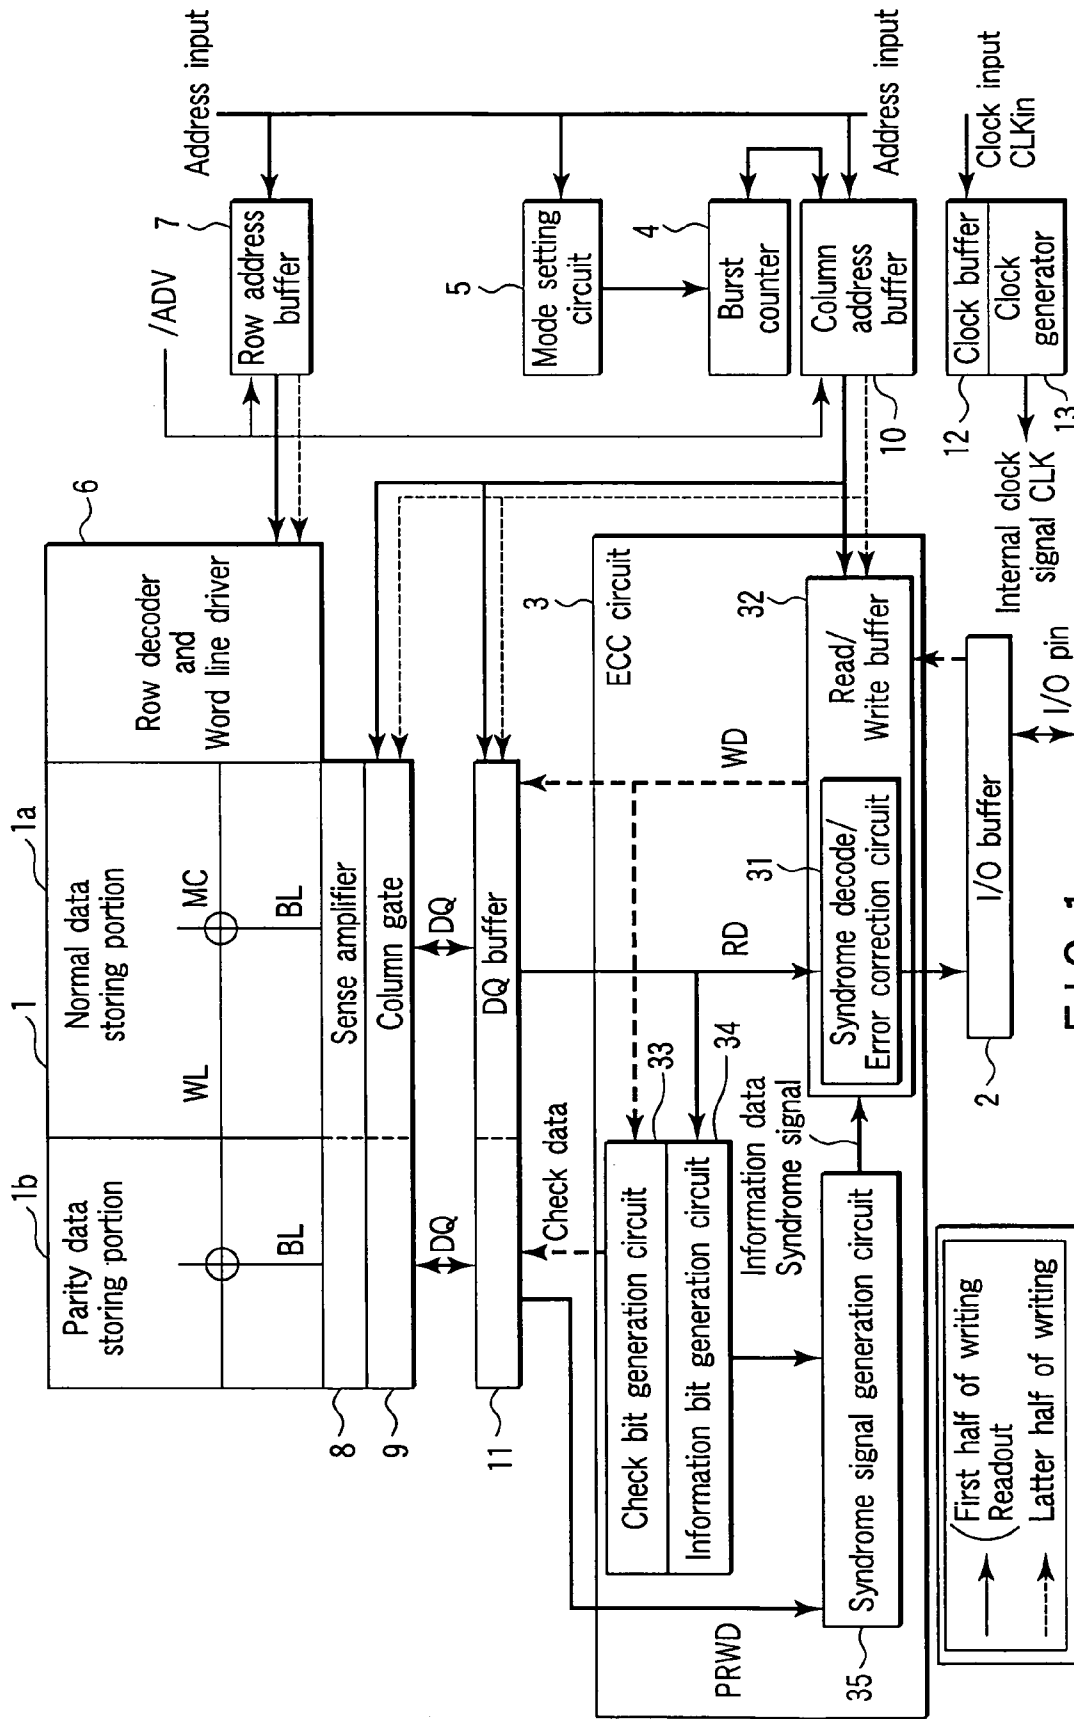 1
1b
1a
6
Parity data
storing portion
Normal data
storing portion
Row decoder
and
Word line driver
WL
MC
BL
BL
8
Sense amplifier
9
Column gate
DQ
DQ
11
DQ buffer
/ADV
7
Row address
buffer
Address input
5
Mode setting
circuit
4
Burst
counter
10
Column
address
buffer
Address input
12
Clock buffer
Clock
generator
13
Clock input
CLKin
Internal clock
signal CLK
3
ECC circuit
Check data
WD
RD
PRWD
33
Check bit generation circuit
34
Information bit generation circuit
Information data
Syndrome signal
35
Syndrome signal generation circuit
31
Syndrome decode/
Error correction circuit
32
Read/
Write buffer
2
I/O buffer
I/O pin
(First half of writing
Readout
Latter half of writing